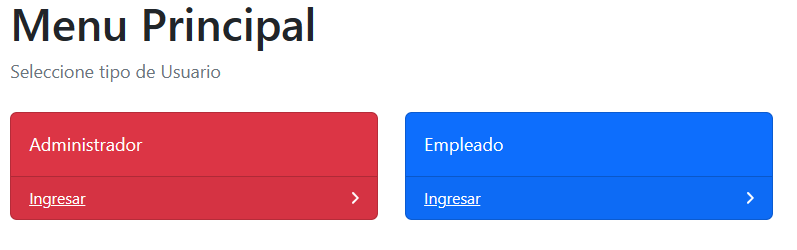 Menu Principal
Seleccione tipo de Usuario
Administrador
Ingresar
Empleado
Ingresar